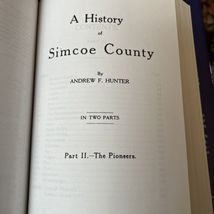 A History
of
Simcoe County
By
ANDREW F. HUNTER
IN TWO PARTS
Part II.—The Pioneers.